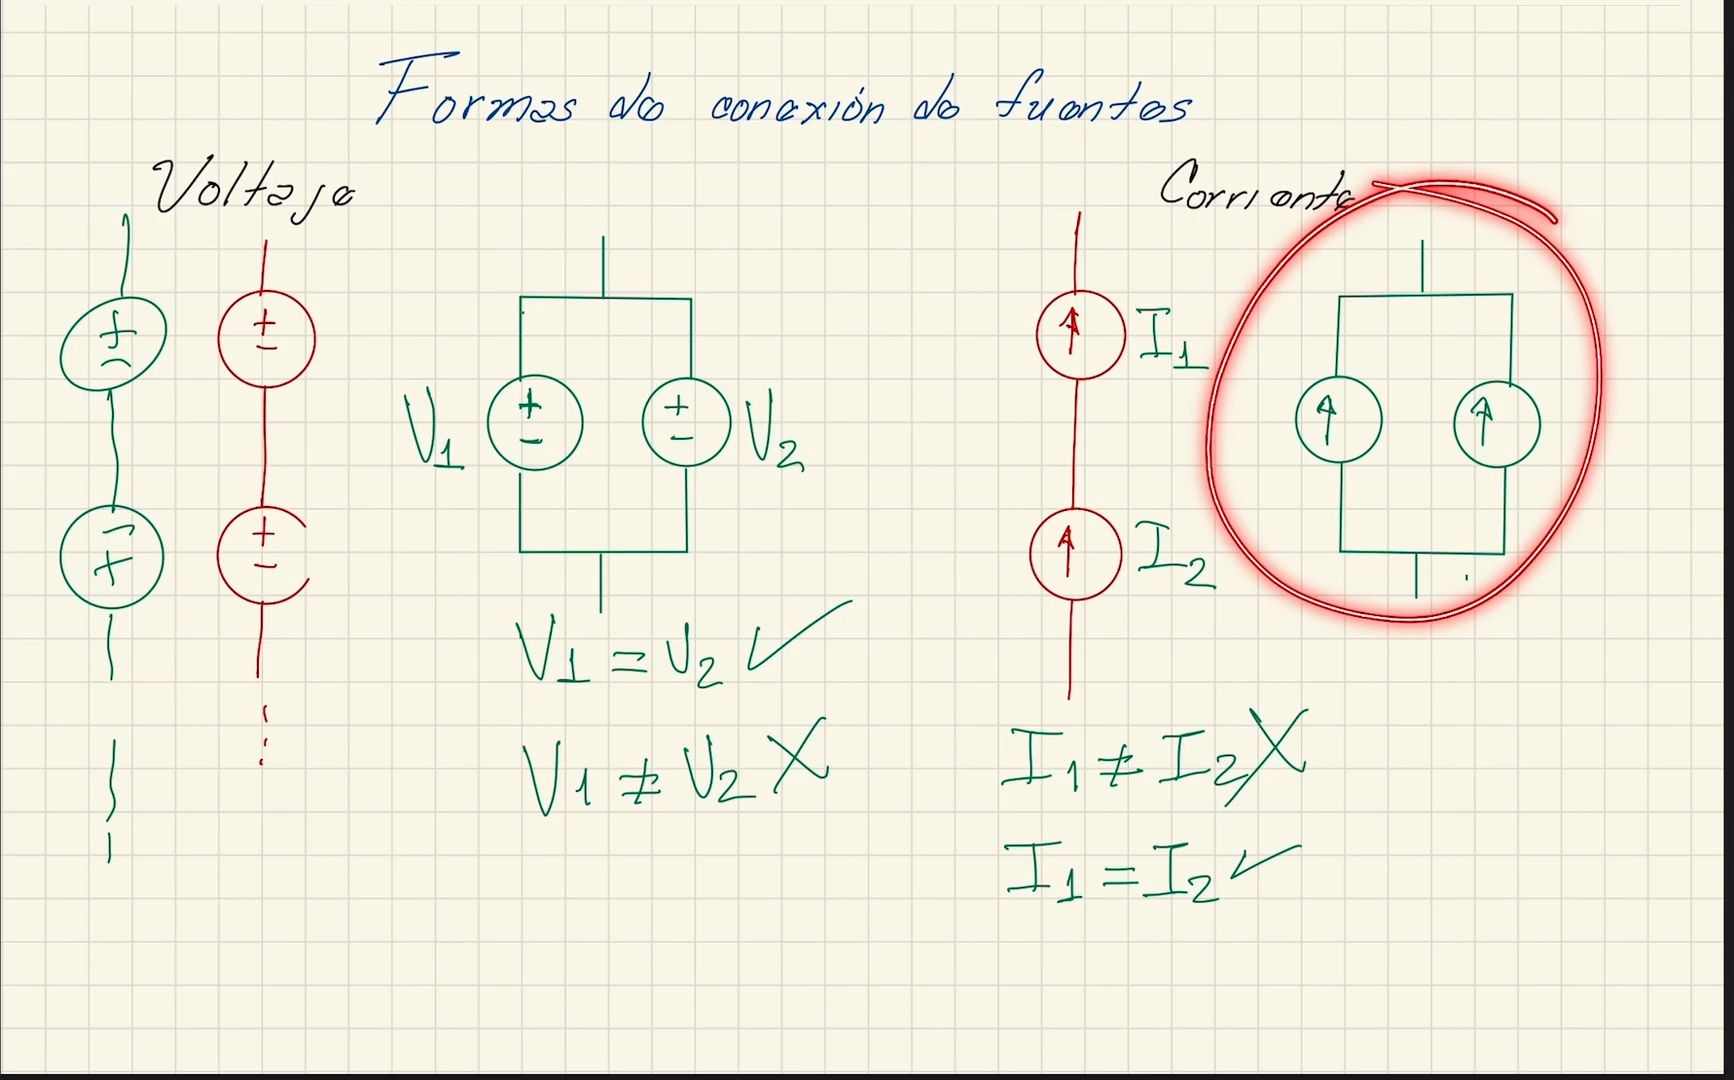 Formas de conexión de fuentes
Voltaje
Corriente
+
-
-
+
+
-
+
-
V1
+
-
+
-
V2
I1
I2
V1 = V2 ✓
V1 ≠ V2 X
I1 ≠ I2 X
I1 = I2 ✓